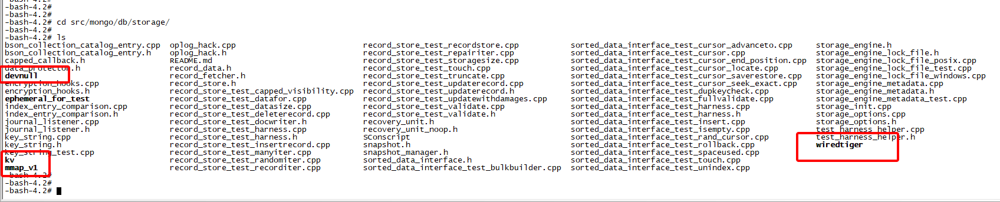 -bash-4.2#
-bash-4.2#
-bash-4.2# cd src/mongo/db/storage/
-bash-4.2#
-bash-4.2#
-bash-4.2# ls
bson_collection_catalog_entry.cpp oplog_hack.cpp record_store_test_recordstore.cpp sorted_data_interface_test_cursor_advanceto.cpp storage_engine.h
bson_collection_catalog_entry.h oplog_hack.h record_store_test_repairiter.cpp sorted_data_interface_test_cursor.cpp storage_engine_lock_file.h
capped_callback.h README.md record_store_test_storagesize.cpp sorted_data_interface_test_cursor_end_position.cpp storage_engine_lock_file_posix.cpp
data_protector.h record_data.h record_store_test_touch.cpp sorted_data_interface_test_cursor_locate.cpp storage_engine_lock_file_test.cpp
devnull record_fetcher.h record_store_test_truncate.cpp sorted_data_interface_test_cursor_saverestore.cpp storage_engine_lock_file_windows.cpp
encryption_hooks.cpp record_store.h record_store_test_updaterecord.cpp sorted_data_interface_test_cursor_seek_exact.cpp storage_engine_metadata.cpp
encryption_hooks.h record_store_test_capped_visibility.cpp record_store_test_updaterecord.h sorted_data_interface_test_dupkeycheck.cpp storage_engine_metadata.h
ephemeral_for_test record_store_test_datafor.cpp record_store_test_updatewithdamages.cpp sorted_data_interface_test_fullvalidate.cpp storage_engine_metadata_test.cpp
index_entry_comparison.cpp record_store_test_datasize.cpp record_store_test_validate.cpp sorted_data_interface_test_harness.cpp storage_init.cpp
index_entry_comparison.h record_store_test_deleterecord.cpp record_store_test_validate.h sorted_data_interface_test_harness.h storage_options.cpp
journal_listener.cpp record_store_test_docwriter.h recovery_unit.h sorted_data_interface_test_insert.cpp storage_options.h
journal_listener.h record_store_test_harness.cpp recovery_unit_noop.h sorted_data_interface_test_isempty.cpp test_harness_helper.cpp
key_string.cpp record_store_test_harness.h SConscript sorted_data_interface_test_rand_cursor.cpp test_harness_helper.h
key_string.h record_store_test_insertrecord.cpp snapshot.h sorted_data_interface_test_rollback.cpp wiredtiger
key_string_test.cpp record_store_test_manyiter.cpp snapshot_manager.h sorted_data_interface_test_spaceused.cpp
kv record_store_test_randomiter.cpp sorted_data_interface.h sorted_data_interface_test_touch.cpp
mmap_v1 record_store_test_recorditer.cpp sorted_data_interface_test_bulkbuilder.cpp sorted_data_interface_test_unindex.cpp
-bash-4.2#
-bash-4.2#
-bash-4.2#